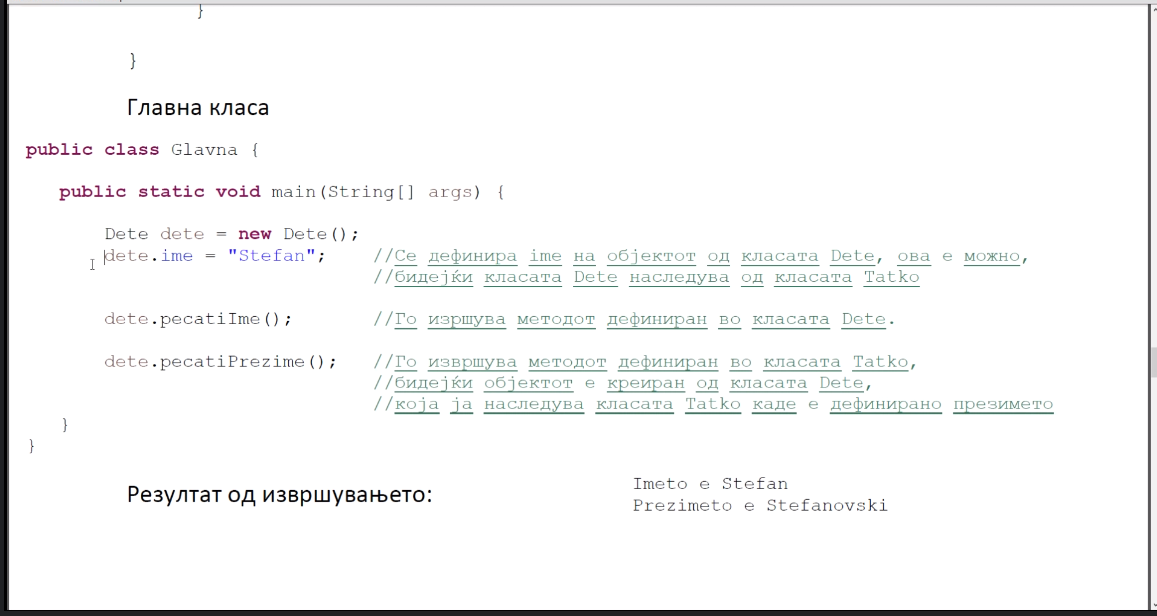 }
}
Главна класа
public class Glavna {
public static void main(String[] args) {
Dete dete = new Dete();
dete.ime = "Stefan"; //Се дефинира ime на објектот од класата Dete, ова е можно,
//бидејќи класата Dete наследува од класата Tatko
dete.pecatiIme(); //Го изршува методот дефиниран во класата Dete.
dete.pecatiPrezime(); //Го извршува методот дефиниран во класата Tatko,
//бидејќи објектот е креиран од класата Dete,
//која ја наследува класата Tatko каде е дефинирано презимето
}
}
Резултат од извршувањето:
Imeto e Stefan
Prezimeto e Stefanovski